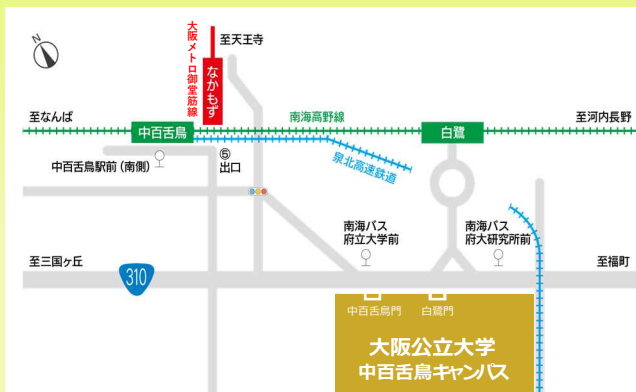 N
大阪メトロ御堂筋線
至天王寺
なかもず
至なんば
中百舌鳥
南海高野線
白鷺
至河内長野
中百舌鳥駅前(南側)
⑤
出口
泉北高速鉄道
南海バス
府立大学前
南海バス
府大研究所前
至三国ヶ丘
310
至福町
中百舌鳥門
白鷺門
大阪公立大学
中百舌鳥キャンパス